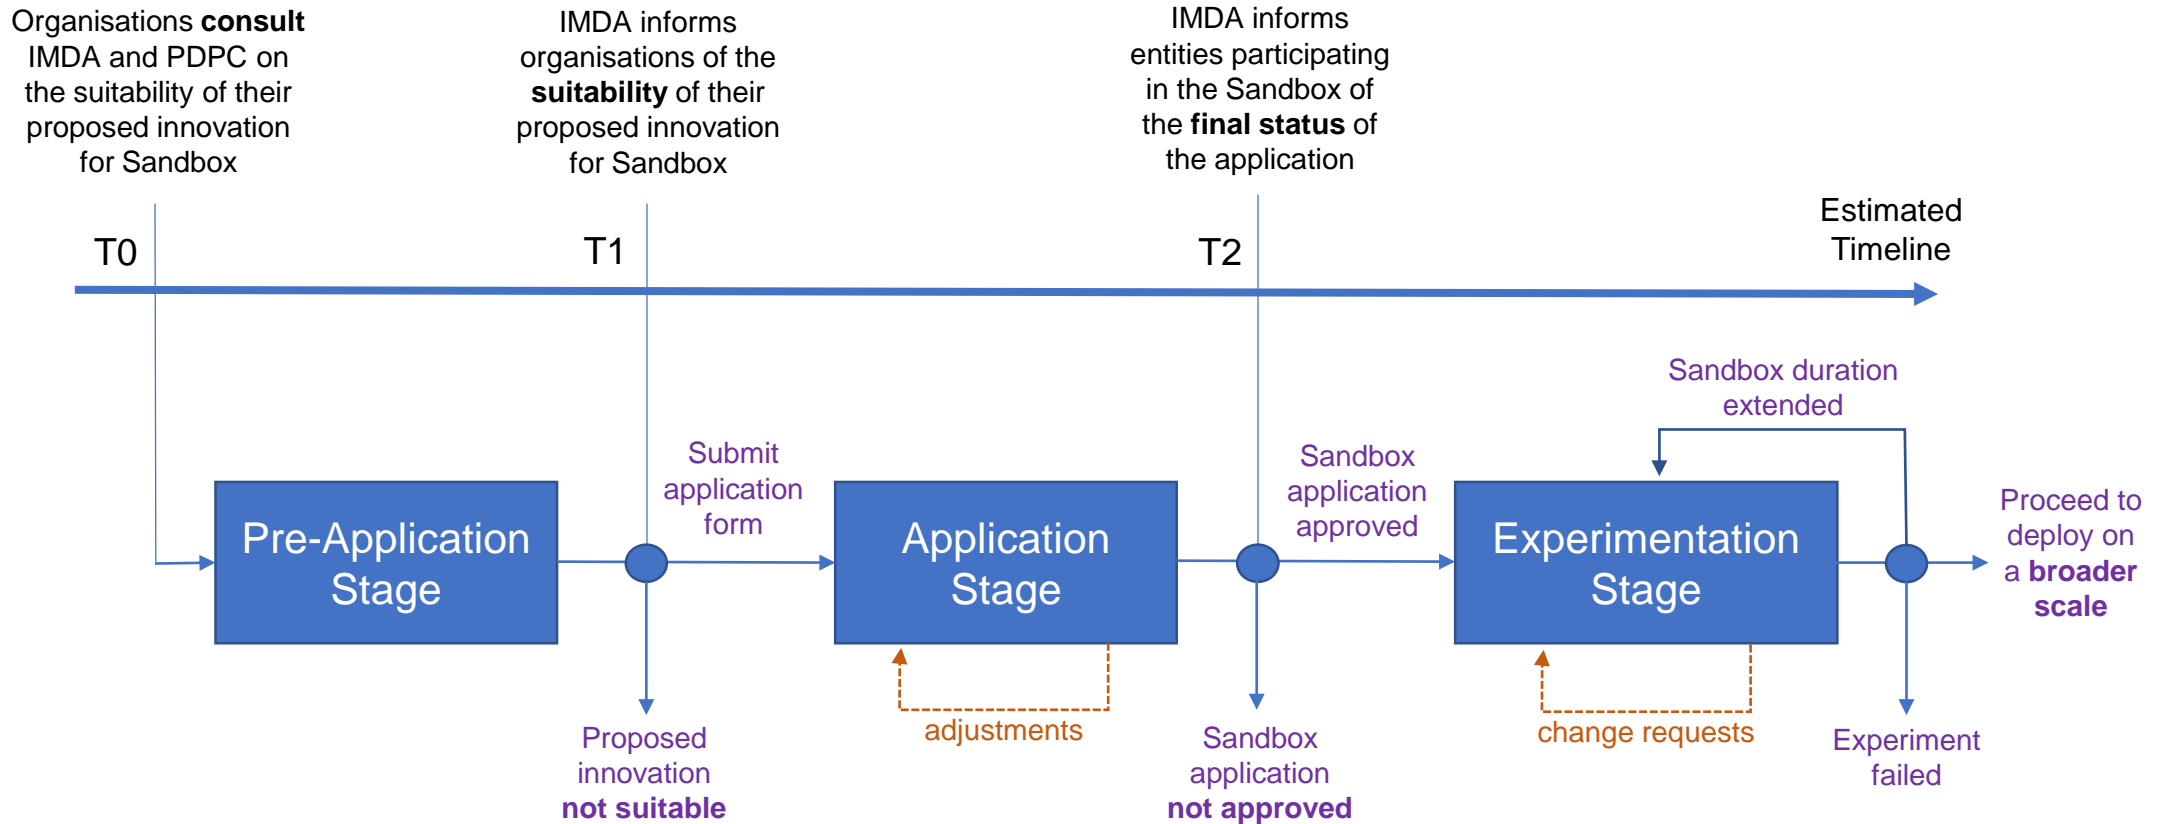 Organisations consult
IMDA and PDPC on
the suitability of their
proposed innovation
for Sandbox
IMDA informs
organisations of the
suitability of their
proposed innovation
for Sandbox
IMDA informs
entities participating
in the Sandbox of
the final status of
the application
T0
T1
T2
Estimated
Timeline
Sandbox duration
extended
Submit
application
form
Sandbox
application
approved
Pre-Application
Stage
Application
Stage
Experimentation
Stage
Proceed to
deploy on
a broader
scale
adjustments
change requests
Proposed
innovation
not suitable
Sandbox
application
not approved
Experiment
failed